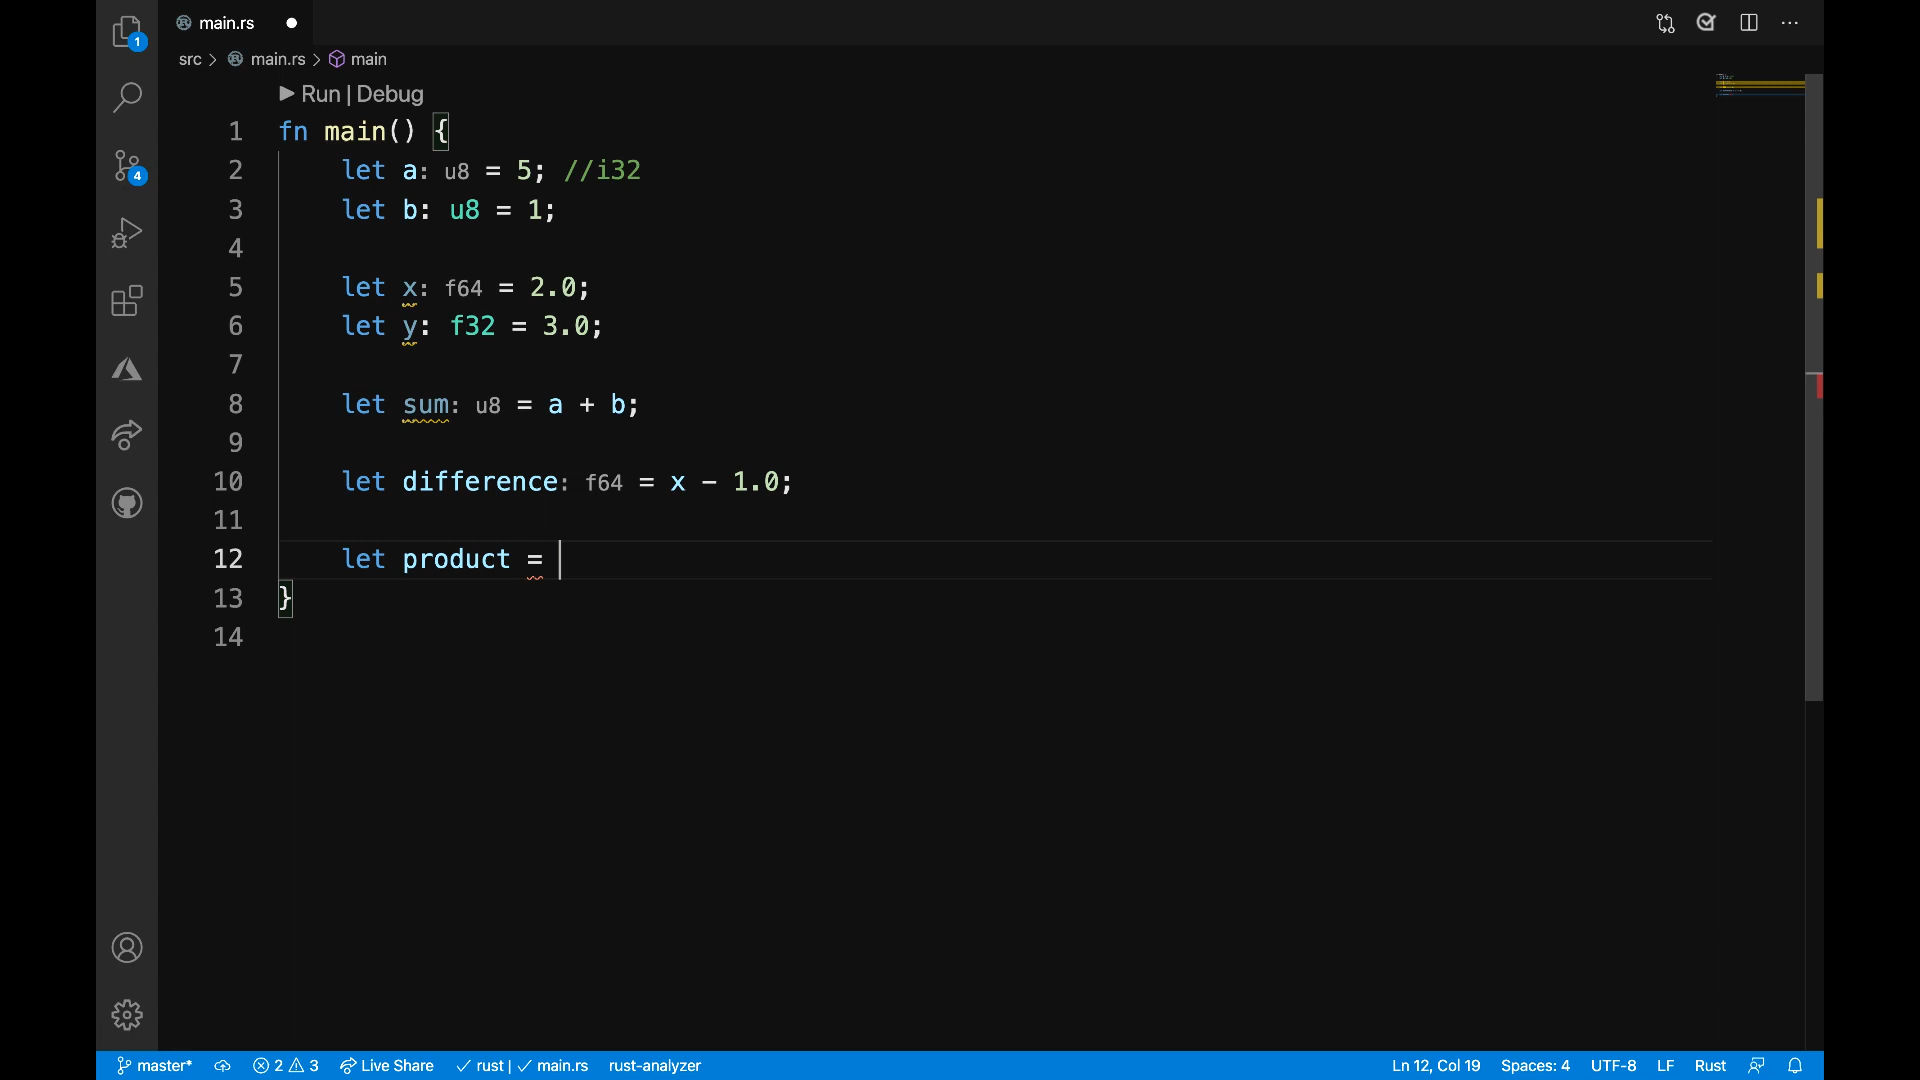 main.rs ●
1
src > main.rs > main
▶ Run | Debug
1 fn main() {
2 let a: u8 = 5; //i32
3 let b: u8 = 1;
4
5 let x: f64 = 2.0;
6 let y: f32 = 3.0;
7
8 let sum: u8 = a + b;
9
10 let difference: f64 = x - 1.0;
11
12 let product =
13 }
14
4
master* 2 3 Live Share ✓ rust | ✓ main.rs rust-analyzer Ln 12, Col 19 Spaces: 4 UTF-8 LF Rust